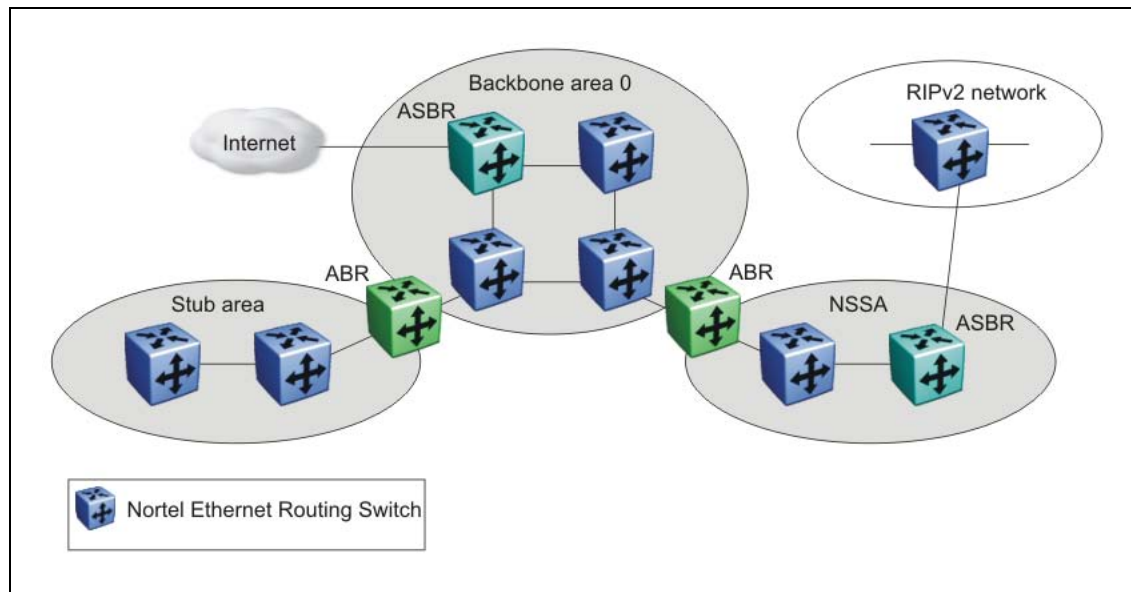 Backbone area 0
RIPv2 network
ASBR
Internet
ABR
ABR
Stub area
NSSA
ASBR
Nortel Ethernet Routing Switch